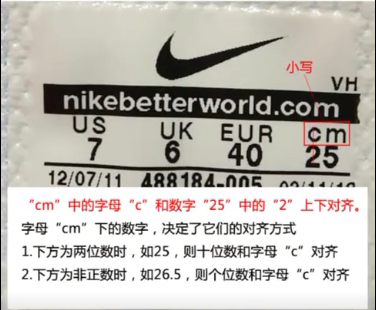 小写
VH
nikebetterworld.com
US UK EUR cm
7 6 40 25
12/07/11 488184-005
“cm”中的字母“c”和数字“25”中的“2”上下对齐。
字母“cm”下的数字，决定了它们的对齐方式
1.下方为两位数时，如25，则十位数和字母“c”对齐
2.下方为非正数时，如26.5，则个位数和字母“c”对齐